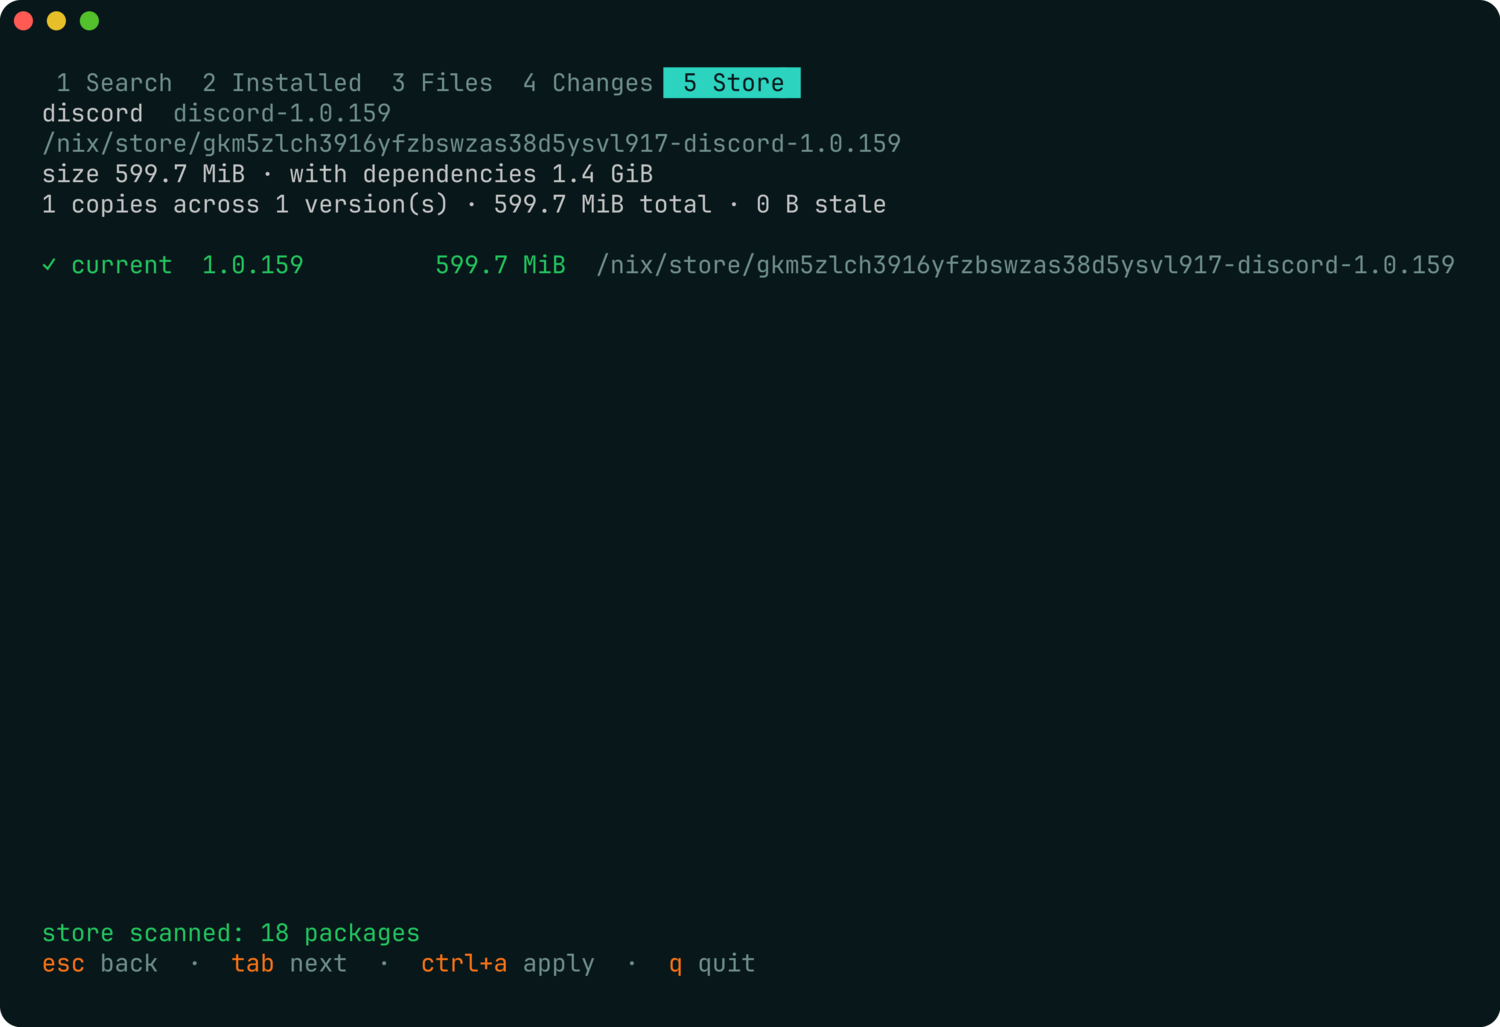 1 Search  2 Installed  3 Files  4 Changes  5 Store
discord  discord-1.0.159
/nix/store/gkm5zlch3916yfzbswzas38d5ysvl917-discord-1.0.159
size 599.7 MiB · with dependencies 1.4 GiB
1 copies across 1 version(s) · 599.7 MiB total · 0 B stale
✓ current  1.0.159  599.7 MiB  /nix/store/gkm5zlch3916yfzbswzas38d5ysvl917-discord-1.0.159
store scanned: 18 packages
esc back  ·  tab next  ·  ctrl+a apply  ·  q quit